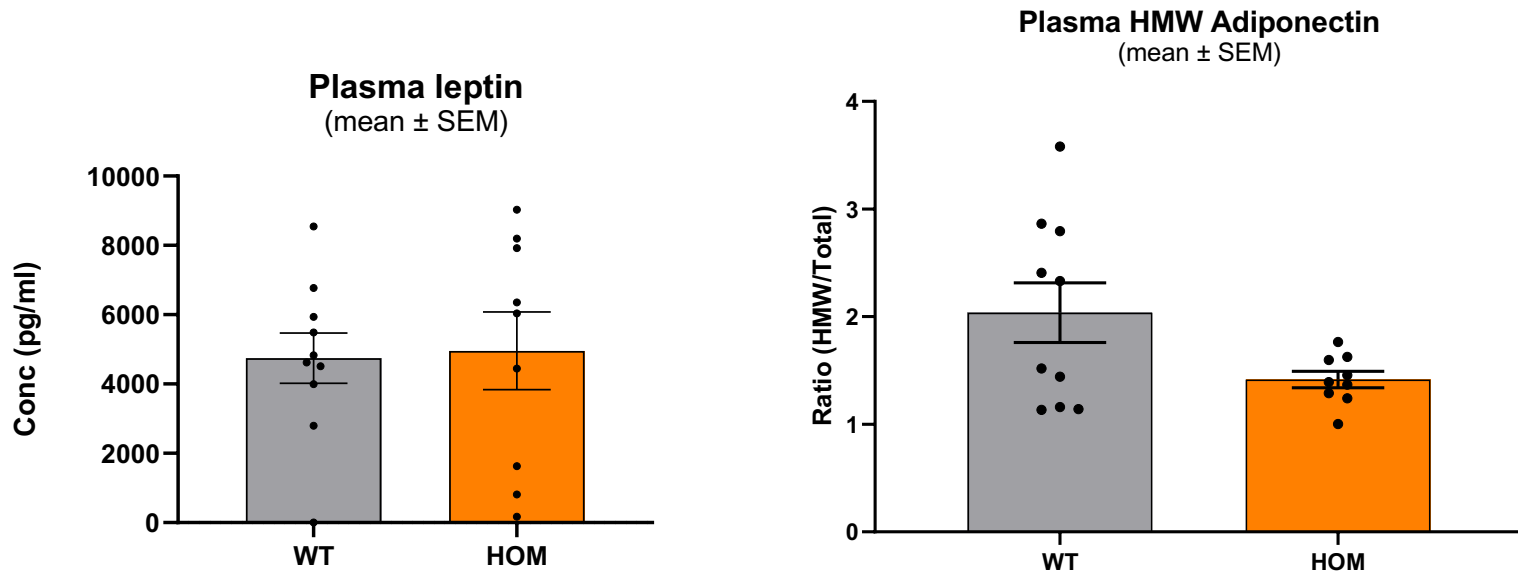 Plasma leptin
(mean ± SEM)
Conc (pg/ml)
10000
8000
6000
4000
2000
0
WT
HOM
Plasma HMW Adiponectin
(mean ± SEM)
Ratio (HMW/Total)
4
3
2
1
0
WT
HOM